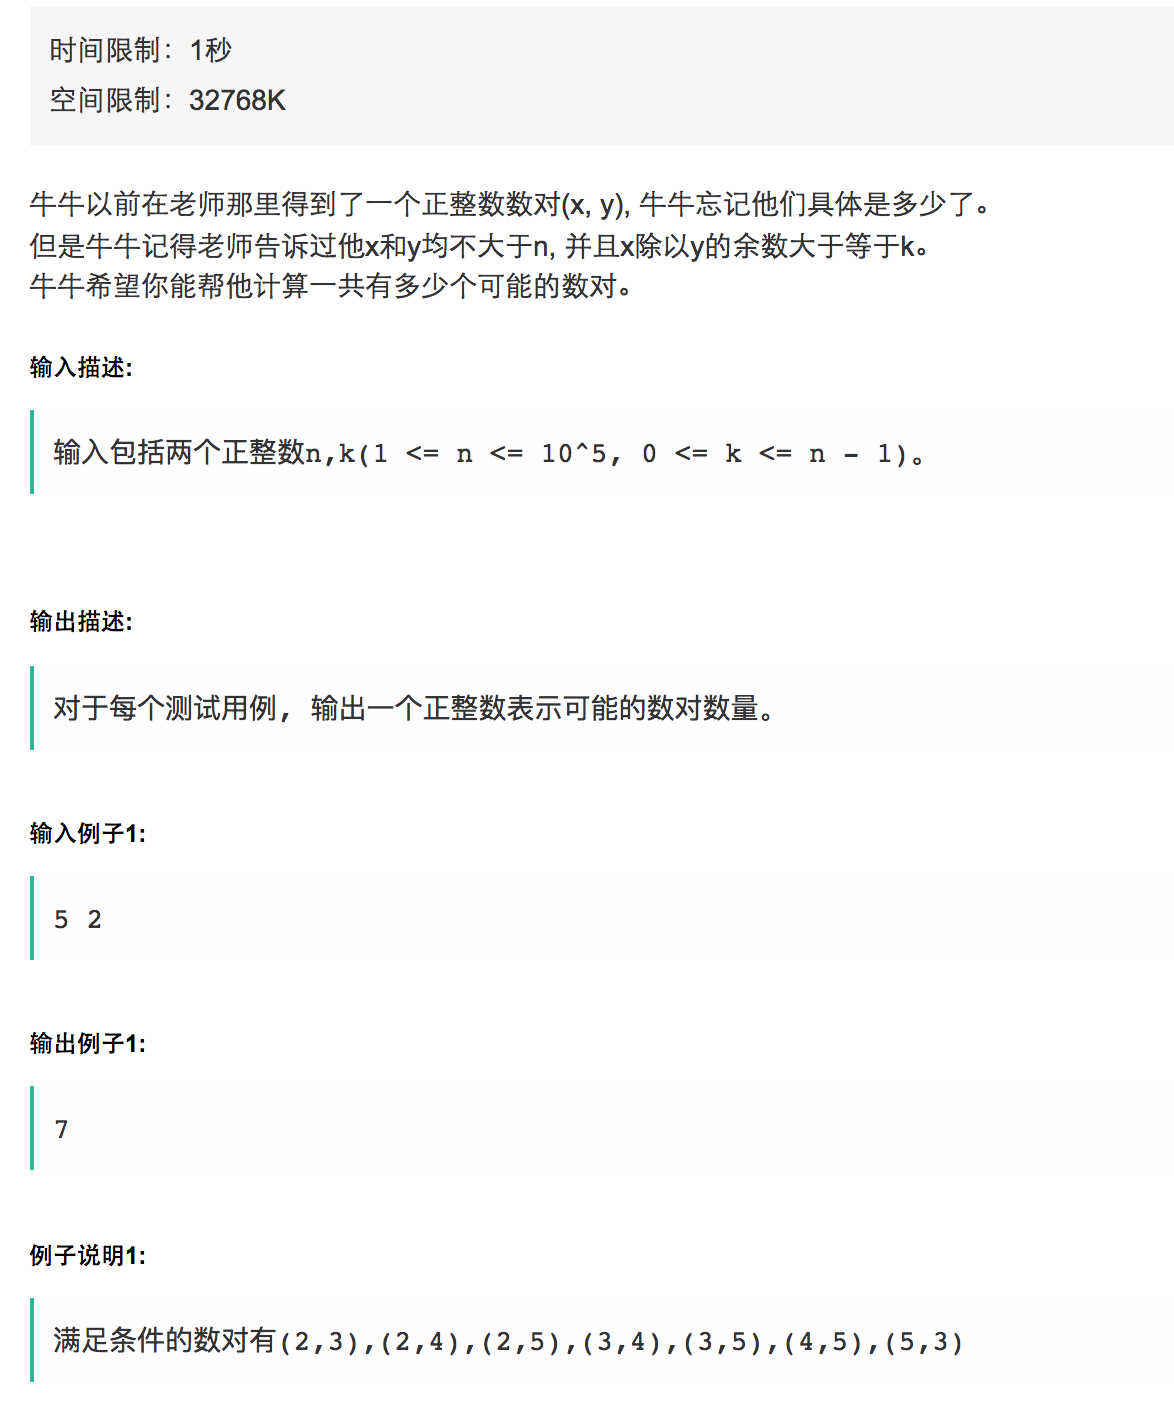 时间限制：1秒
空间限制：32768K
牛牛以前在老师那里得到了一个正整数数对(x, y), 牛牛忘记他们具体是多少了。
但是牛牛记得老师告诉过他x和y均不大于n, 并且x除以y的余数大于等于k。
牛牛希望你能帮他计算一共有多少个可能的数对。
输入描述:
输入包括两个正整数n,k(1 <= n <= 10^5, 0 <= k <= n - 1)。
输出描述:
对于每个测试用例, 输出一个正整数表示可能的数对数量。
输入例子1:
5 2
输出例子1:
7
例子说明1:
满足条件的数对有(2,3),(2,4),(2,5),(3,4),(3,5),(4,5),(5,3)